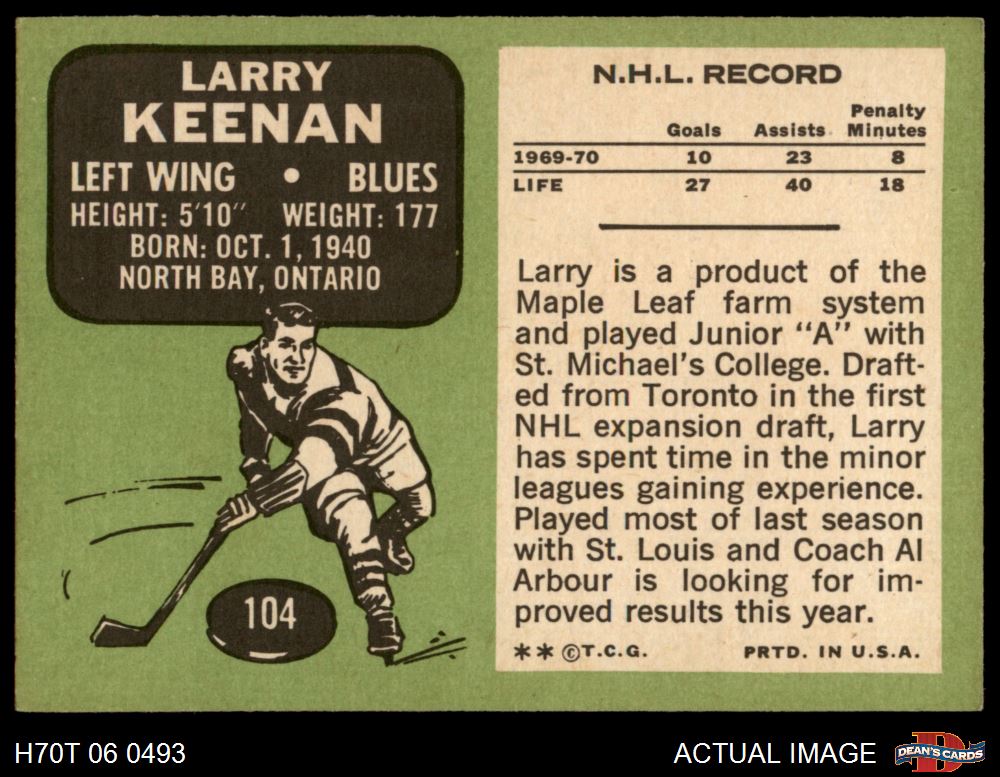 LARRY
KEENAN
LEFT WING • BLUES
HEIGHT: 5'10" WEIGHT: 177
BORN: OCT. 1, 1940
NORTH BAY, ONTARIO
104
N.H.L. RECORD
Goals Assists Penalty Minutes
1969-70 10 23 8
LIFE 27 40 18
Larry is a product of the
Maple Leaf farm system
and played Junior "A" with
St. Michael's College. Draft-
ed from Toronto in the first
NHL expansion draft, Larry
has spent time in the minor
leagues gaining experience.
Played most of last season
with St. Louis and Coach Al
Arbour is looking for im-
proved results this year.
** ©T.C.G. PRTD. IN U.S.A.
H70T 06 0493 ACTUAL IMAGE D DEAN'S CARDS